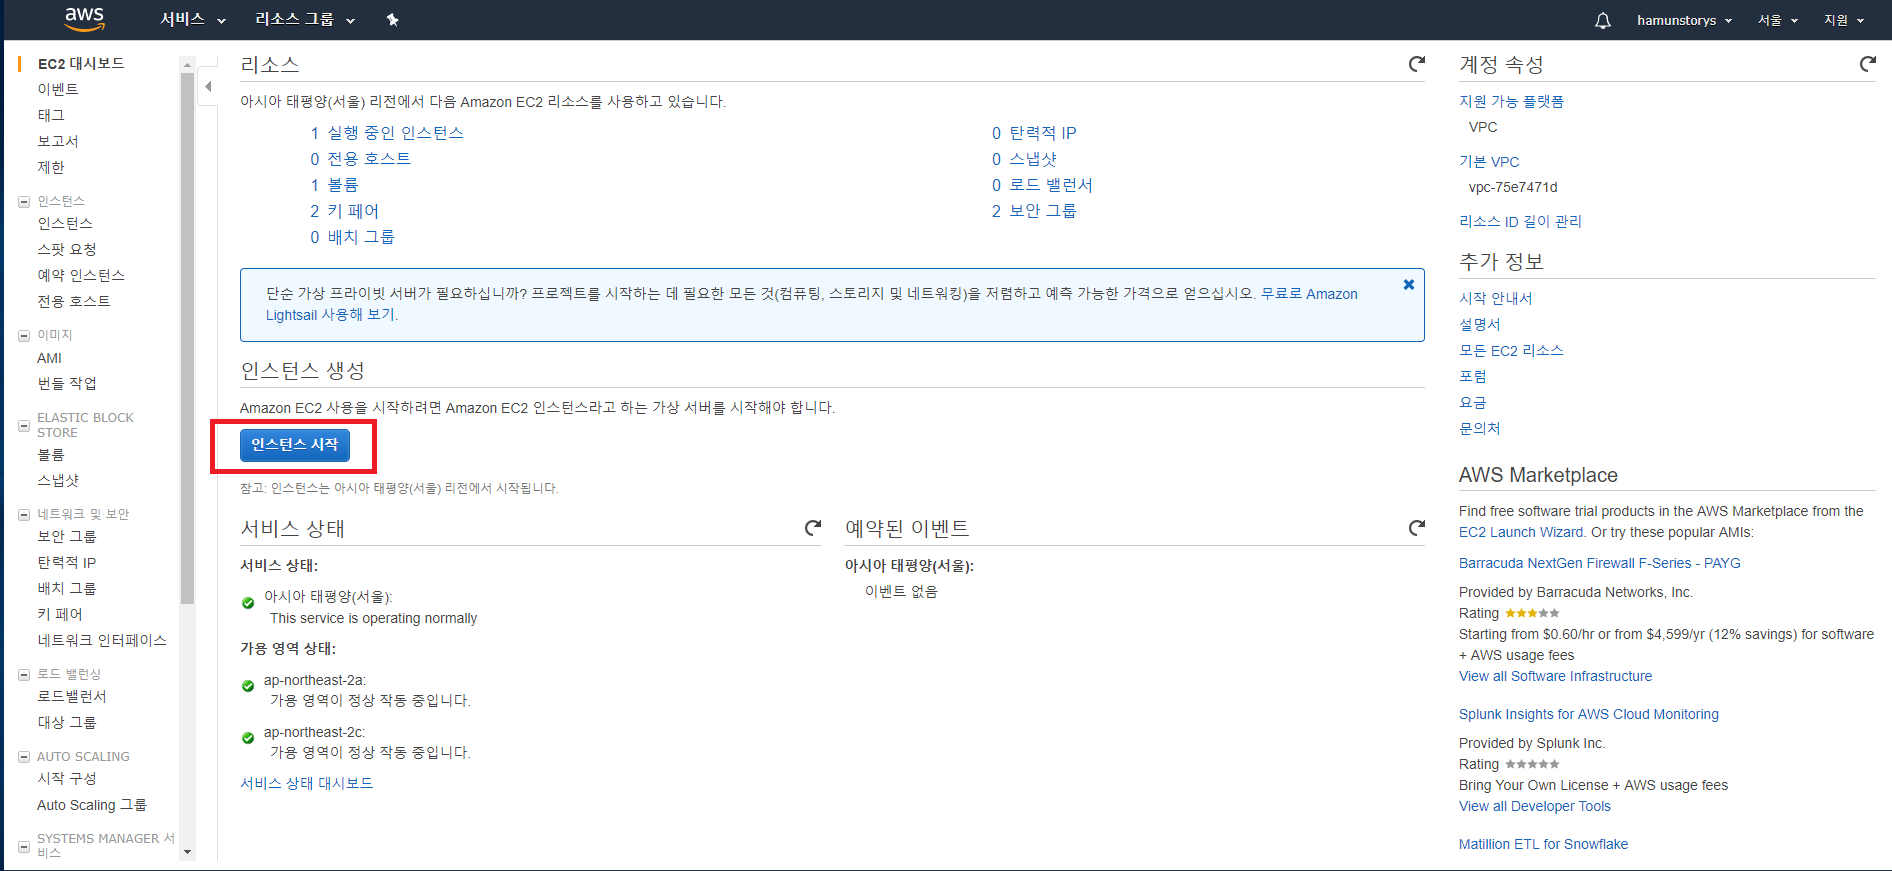 aws 서비스 리소스 그룹 hamunstorys 서울 지원
EC2 대시보드
이벤트
태그
보고서
제한
인스턴스
인스턴스
스팟 요청
예약 인스턴스
전용 호스트
이미지
AMI
번들 작업
ELASTIC BLOCK
STORE
볼륨
스냅샷
네트워크 및 보안
보안 그룹
탄력적 IP
배치 그룹
키 페어
네트워크 인터페이스
로드 밸런싱
로드밸런서
대상 그룹
AUTO SCALING
시작 구성
Auto Scaling 그룹
SYSTEMS MANAGER 서
비스
리소스
아시아 태평양(서울) 리전에서 다음 Amazon EC2 리소스를 사용하고 있습니다.
1 실행 중인 인스턴스
0 전용 호스트
1 볼륨
2 키 페어
0 배치 그룹
0 탄력적 IP
0 스냅샷
0 로드 밸런서
2 보안 그룹
단순 가상 프라이빗 서버가 필요하십니까? 프로젝트를 시작하는 데 필요한 모든 것(컴퓨팅, 스토리지 및 네트워킹)을 저렴하고 예측 가능한 가격으로 얻으십시오. 무료로 Amazon
Lightsail 사용해 보기.
인스턴스 생성
Amazon EC2 사용을 시작하려면 Amazon EC2 인스턴스라고 하는 가상 서버를 시작해야 합니다.
인스턴스 시작
참고: 인스턴스는 아시아 태평양(서울) 리전에서 시작됩니다.
서비스 상태
서비스 상태:
아시아 태평양(서울):
This service is operating normally
가용 영역 상태:
ap-northeast-2a:
가용 영역이 정상 작동 중입니다.
ap-northeast-2c:
가용 영역이 정상 작동 중입니다.
서비스 상태 대시보드
예약된 이벤트
아시아 태평양(서울):
이벤트 없음
계정 속성
지원 가능 플랫폼
VPC
기본 VPC
vpc-75e7471d
리소스 ID 길이 관리
추가 정보
시작 안내서
설명서
모든 EC2 리소스
포럼
요금
문의처
AWS Marketplace
Find free software trial products in the AWS Marketplace from the
EC2 Launch Wizard. Or try these popular AMIs:
Barracuda NextGen Firewall F-Series - PAYG
Provided by Barracuda Networks, Inc.
Rating
Starting from $0.60/hr or from $4,599/yr (12% savings) for software
+ AWS usage fees
View all Software Infrastructure
Splunk Insights for AWS Cloud Monitoring
Provided by Splunk Inc.
Rating
Bring Your Own License + AWS usage fees
View all Developer Tools
Matillion ETL for Snowflake